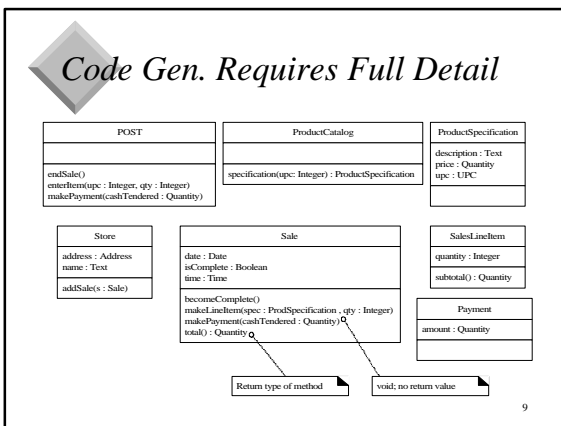 Code Gen. Requires Full Detail
POST
endSale()
enterItem(upc : Integer, qty : Integer)
makePayment(cashTendered : Quantity)
ProductCatalog
specification(upc: Integer) : ProductSpecification
ProductSpecification
description : Text
price : Quantity
upc : UPC
Store
address : Address
name : Text
addSale(s : Sale)
Sale
date : Date
isComplete : Boolean
time : Time
becomeComplete()
makeLineItem(spec : ProdSpecification , qty : Integer)
makePayment(cashTendered : Quantity)
total() : Quantity
SalesLineItem
quantity : Integer
subtotal() : Quantity
Payment
amount : Quantity
Return type of method
void; no return value
9